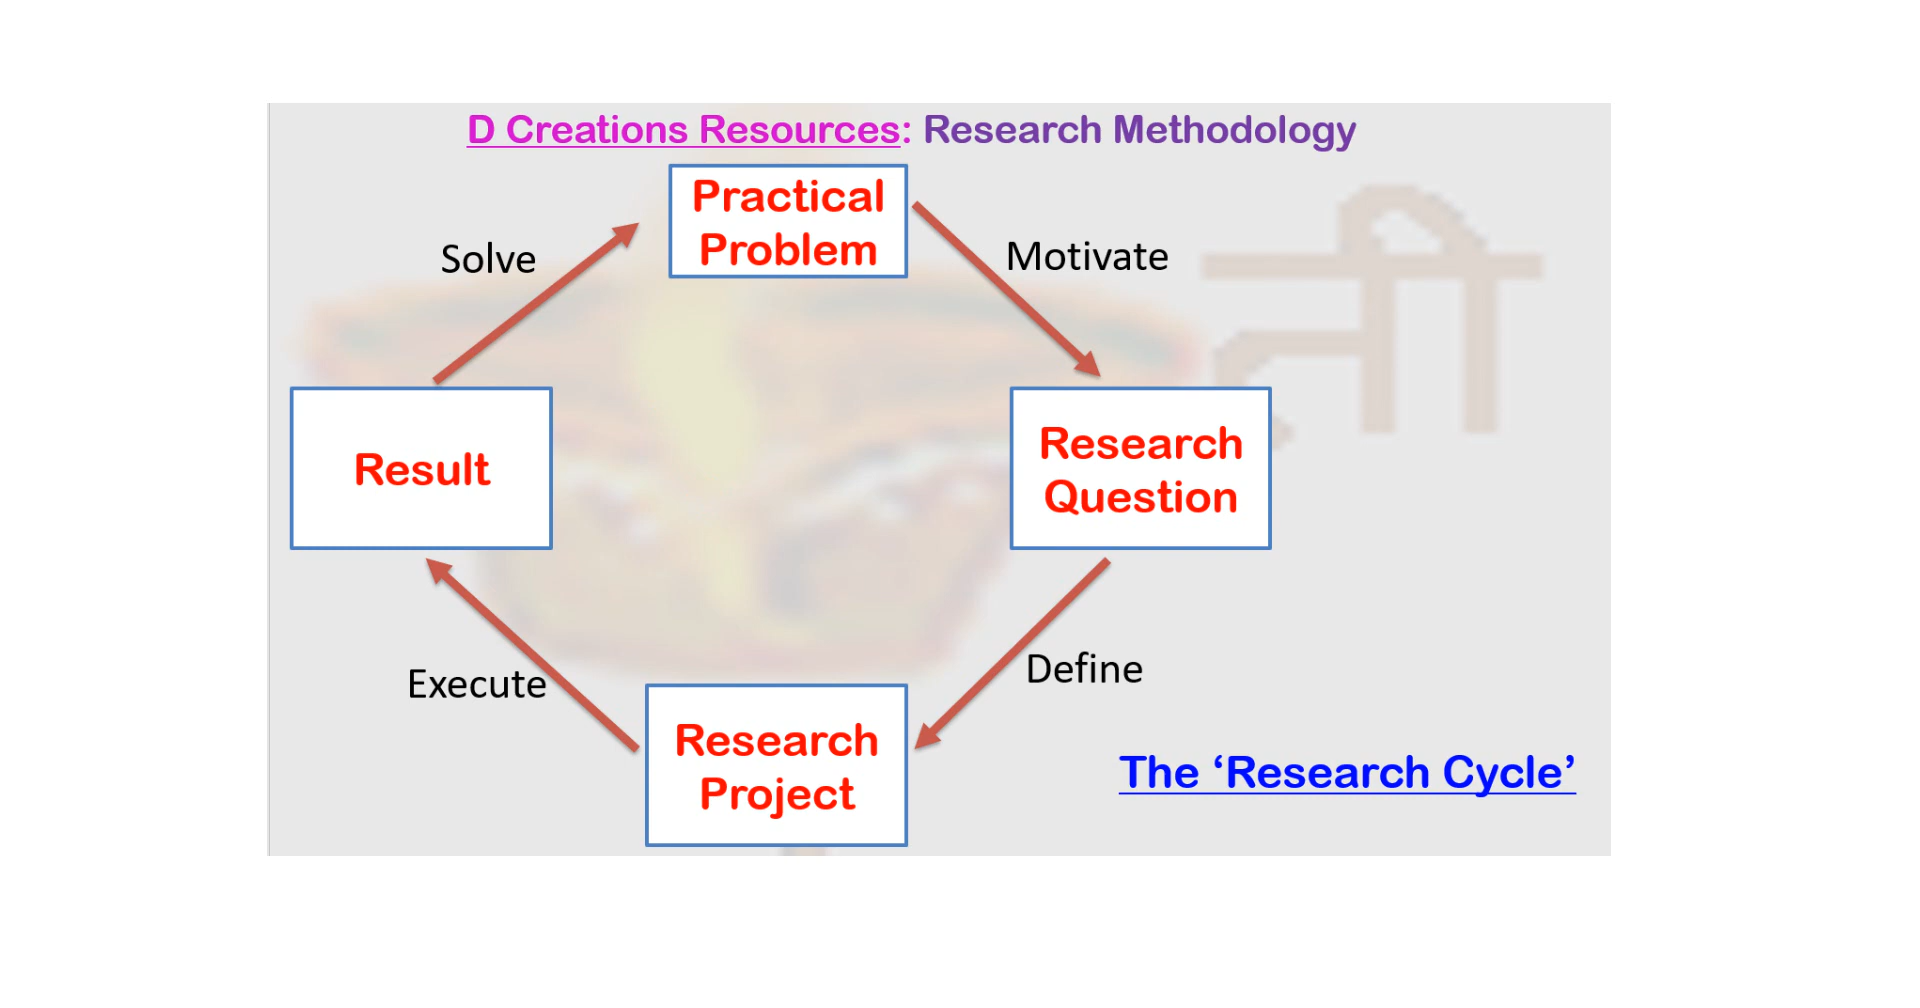 D Creations Resources: Research Methodology
Practical
Problem
Solve
Motivate
Result
Research
Question
Execute
Define
Research
Project
The ‘Research Cycle’